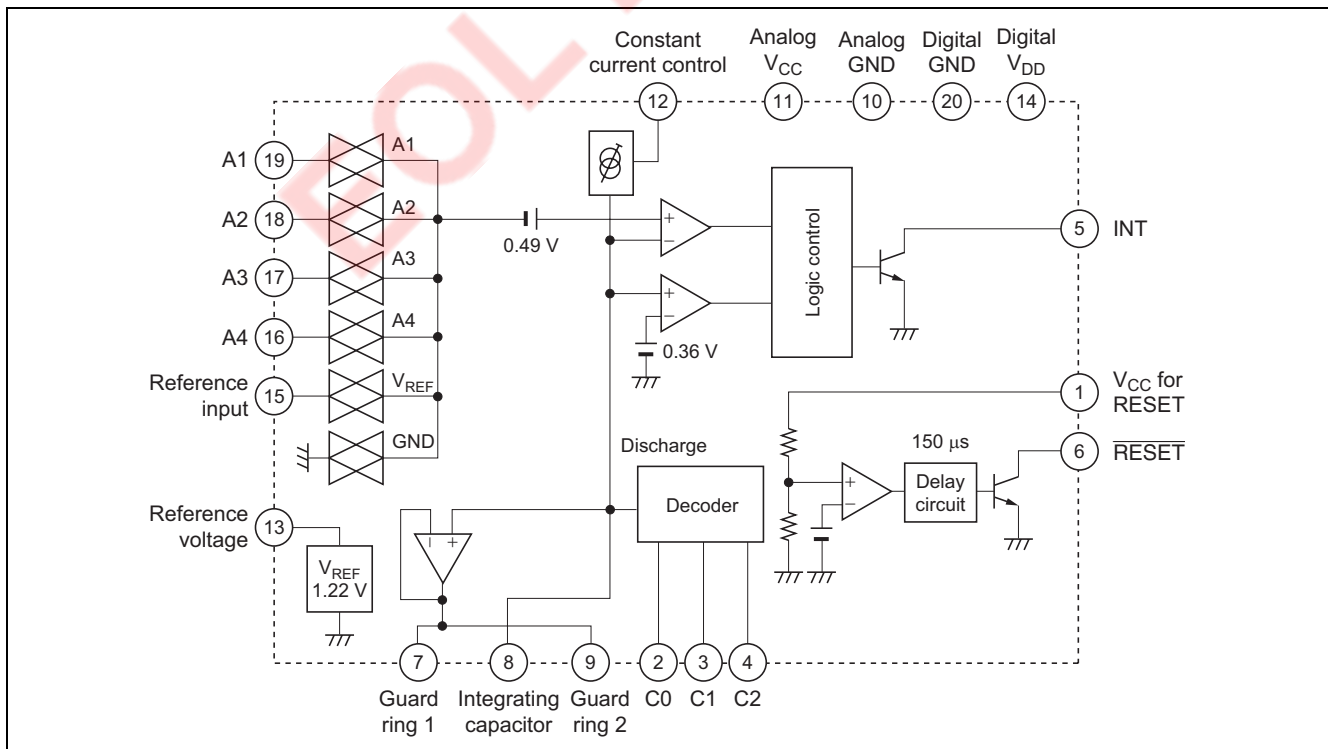 EOL
Constant
current control
Analog
VCC
Analog
GND
Digital
GND
Digital
VDD
12
11
10
20
14
A1
19
A1
A2
18
A2
A3
17
A3
A4
16
A4
Reference
input
15
VREF
GND
0.49 V
+
−
+
−
0.36 V
Logic control
5
INT
1
VCC for
RESET
6
RESET
150 μs
+
−
Delay
circuit
Discharge
Decoder
Reference
voltage
13
VREF
1.22 V
−
+
7
8
9
2
3
4
Guard
ring 1
Integrating
capacitor
Guard
ring 2
C0
C1
C2